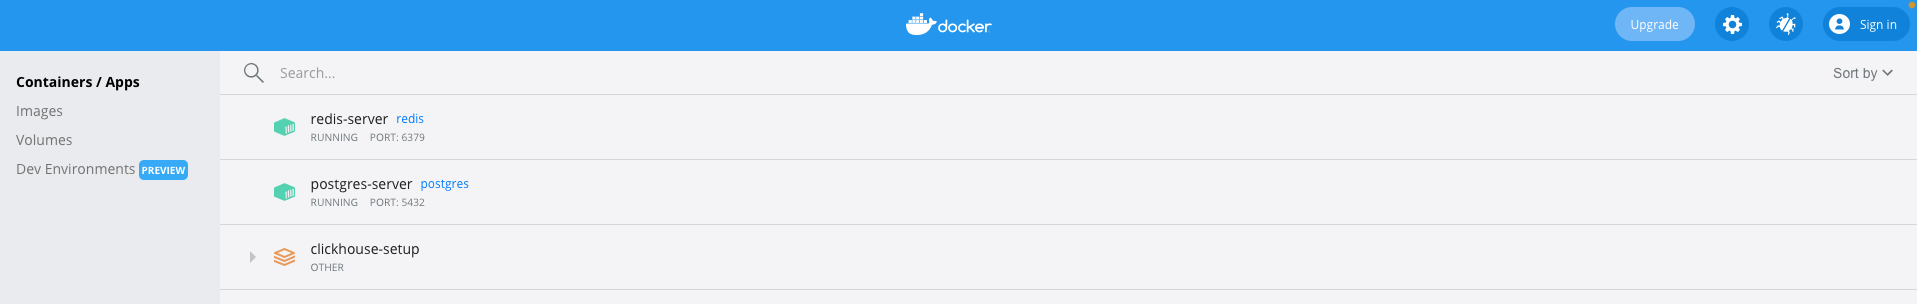 docker
Upgrade
Sign in
Containers / Apps
Images
Volumes
Dev Environments PREVIEW
Search...
Sort by
redis-server redis
RUNNING PORT: 6379
postgres-server postgres
RUNNING PORT: 5432
clickhouse-setup
OTHER